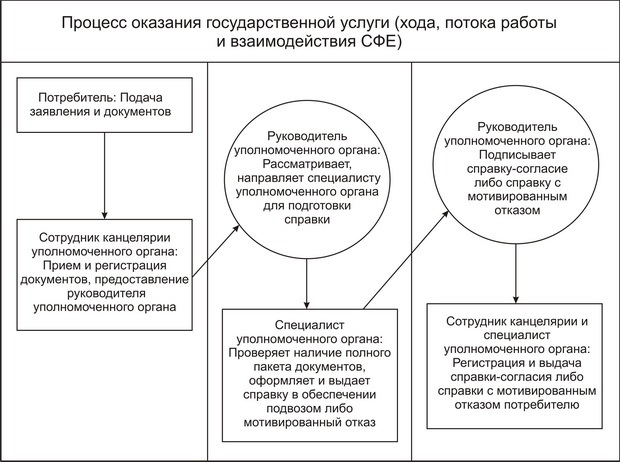 Процесс оказания государственной услуги (хода, потока работы
и взаимодействия СФЕ)
Потребитель: Подача
заявления и документов
Сотрудник канцелярии
уполномоченного органа:
Прием и регистрация
документов, предоставление
руководителя
уполномоченного органа
Руководитель
уполномоченного органа:
Рассматривает,
направляет специалисту
уполномоченного органа
для подготовки
справки
Специалист
уполномоченного органа:
Проверяет наличие полного
пакета документов,
оформляет и выдает
справку в обеспечении
подвозом либо
мотивированный отказ
Руководитель
уполномоченного органа:
Подписывает
справку-согласие
либо справку с
мотивированным
отказом
Сотрудник канцелярии и
специалист
уполномоченного органа:
Регистрация и выдача
справки-согласия либо
справки с мотивированным
отказом потребителю